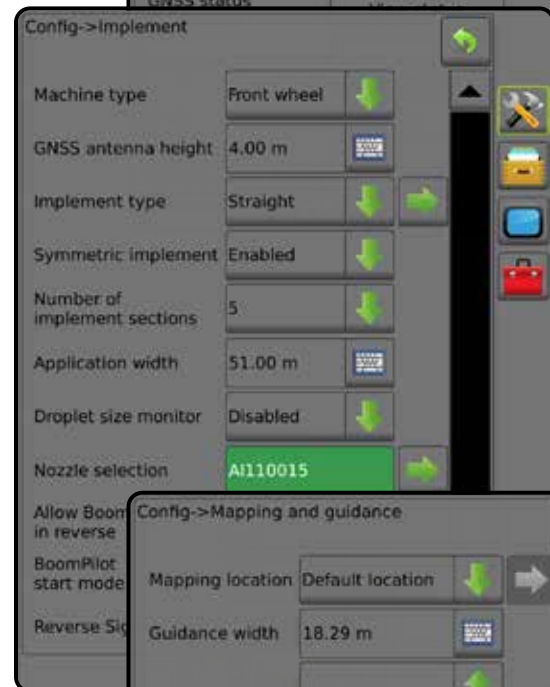 GNSS status
Config->Implement
Machine type Front wheel
GNSS antenna height 4.00 m
Implement type Straight
Symmetric implement Enabled
Number of
implement sections 5
Application width 51.00 m
Droplet size monitor Disabled
Nozzle selection AI110015
Allow Boom
in reverse
BoomPilot
start mode
Reverse Sig
Config->Mapping and guidance
Mapping location Default location
Guidance width 18.29 m